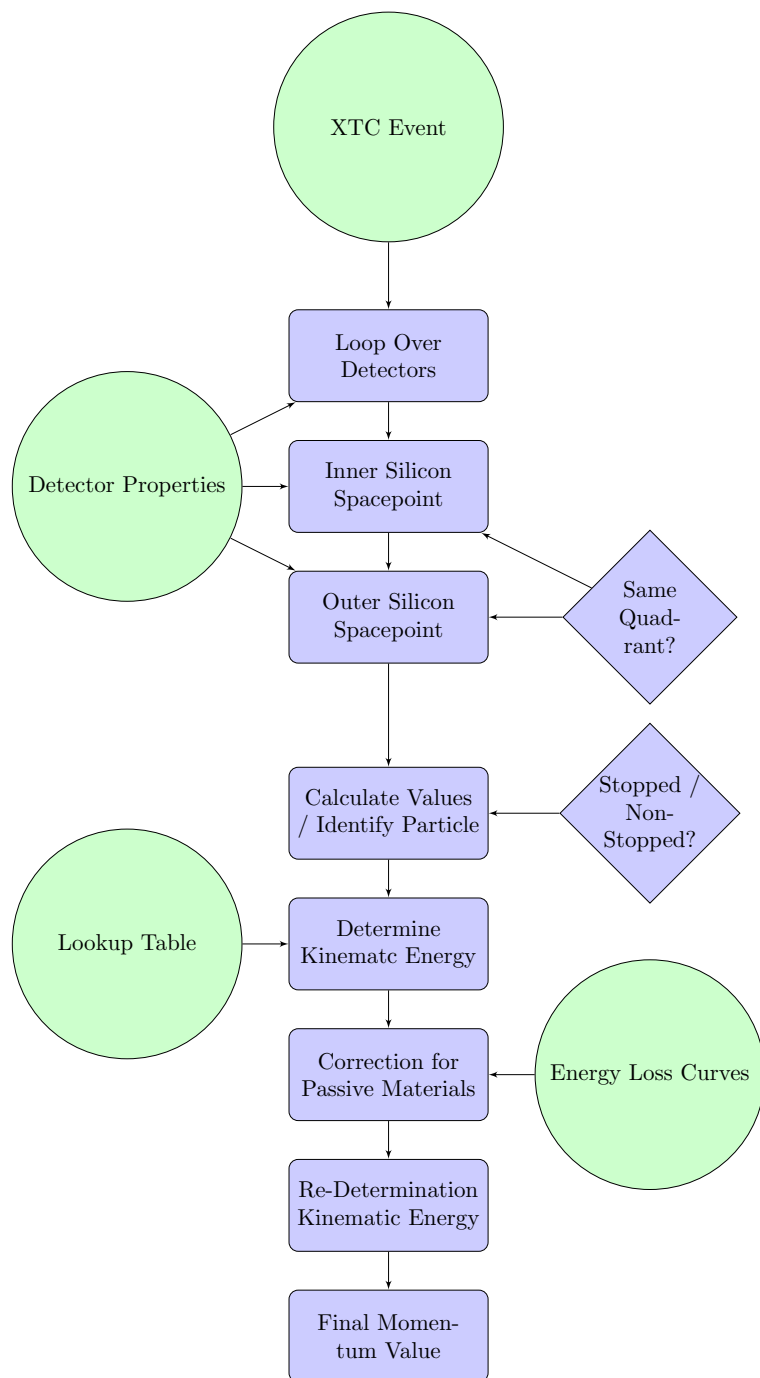 XTC Event
Loop Over
Detectors
Detector Properties
Inner Silicon
Spacepoint
Outer Silicon
Spacepoint
Same
Quad-
rant?
Calculate Values
/ Identify Particle
Stopped /
Non-
Stopped?
Lookup Table
Determine
Kinematc Energy
Correction for
Passive Materials
Energy Loss Curves
Re-Determination
Kinematic Energy
Final Momen-
tum Value